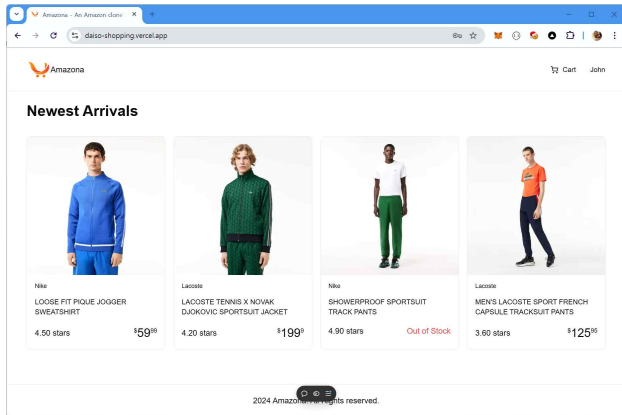 Amazona - An Amazon clone
daiso-shopping.vercel.app
Amazona
Cart
John
Newest Arrivals
Nike
LOOSE FIT PIQUE JOGGER
SWEATSHIRT
4.50 stars
$5999
Lacoste
LACOSTE TENNIS X NOVAK
DJOKOVIC SPORTSUIT JACKET
4.20 stars
$1999
Nike
SHOWERPROOF SPORTSUIT
TRACK PANTS
4.90 stars
Out of Stock
Lacoste
MEN'S LACOSTE SPORT FRENCH
CAPSULE TRACKSUIT PANTS
3.60 stars
$12595
2024 Amazona. All Rights reserved.